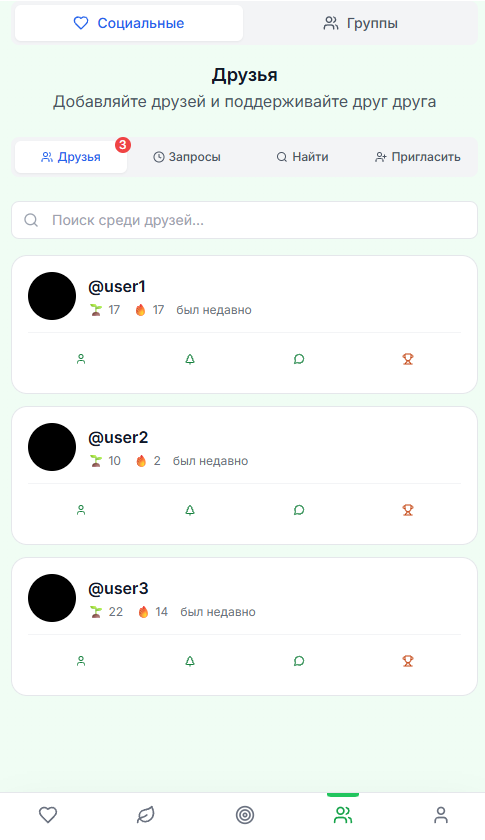 Социальные Группы
Друзья
Добавляйте друзей и поддерживайте друг друга
Друзья 3 Запросы Найти Пригласить
Поиск среди друзей...
@user1
17 17 был недавно
@user2
10 2 был недавно
@user3
22 14 был недавно